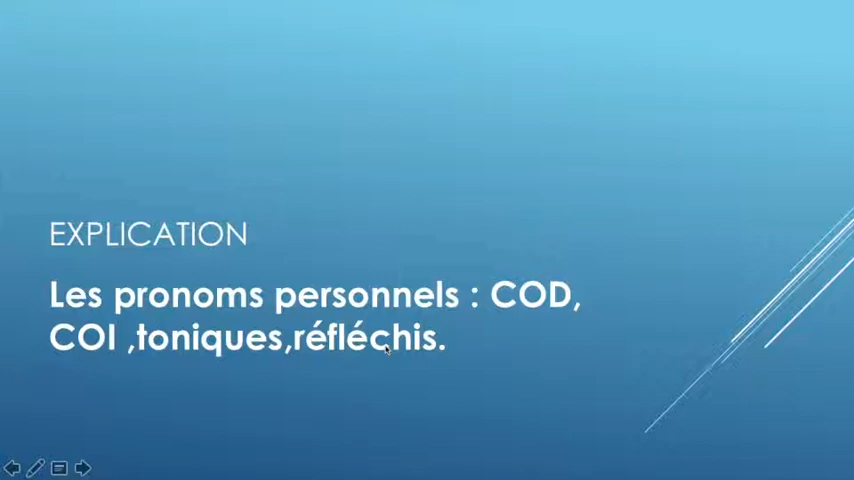 EXPLICATION
Les pronoms personnels : COD,
COI ,toniques,réfléchis.